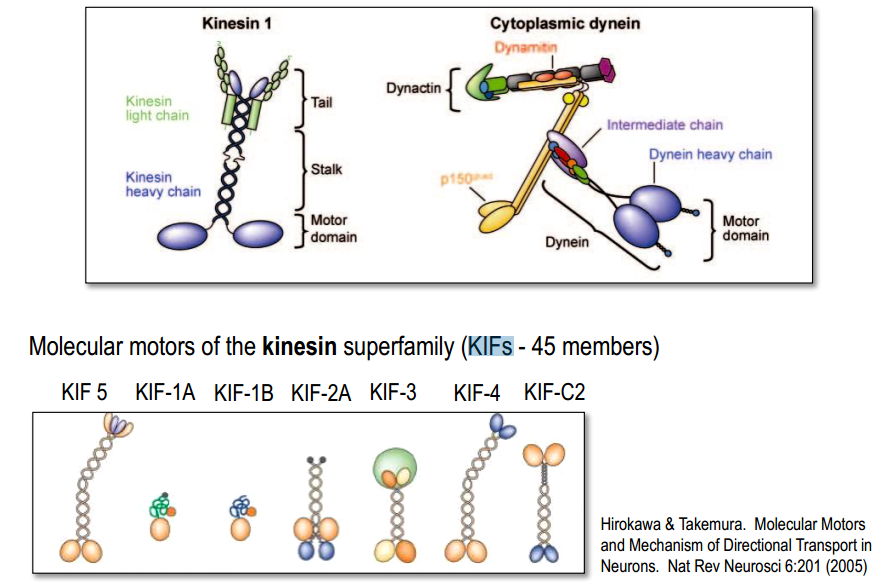 Kinesin 1
Cytoplasmic dynein
Kinesin
light chain
Kinesin
heavy chain
Tail
Stalk
Motor
domain
Dynamitin
Dynactin
Intermediate chain
Dynein heavy chain
p150
Dynein
Motor
domain
Molecular motors of the kinesin superfamily (KIFs - 45 members)
KIF 5 KIF-1A KIF-1B KIF-2A KIF-3 KIF-4 KIF-C2
Hirokawa & Takemura. Molecular Motors
and Mechanism of Directional Transport in
Neurons. Nat Rev Neurosci 6:201 (2005)